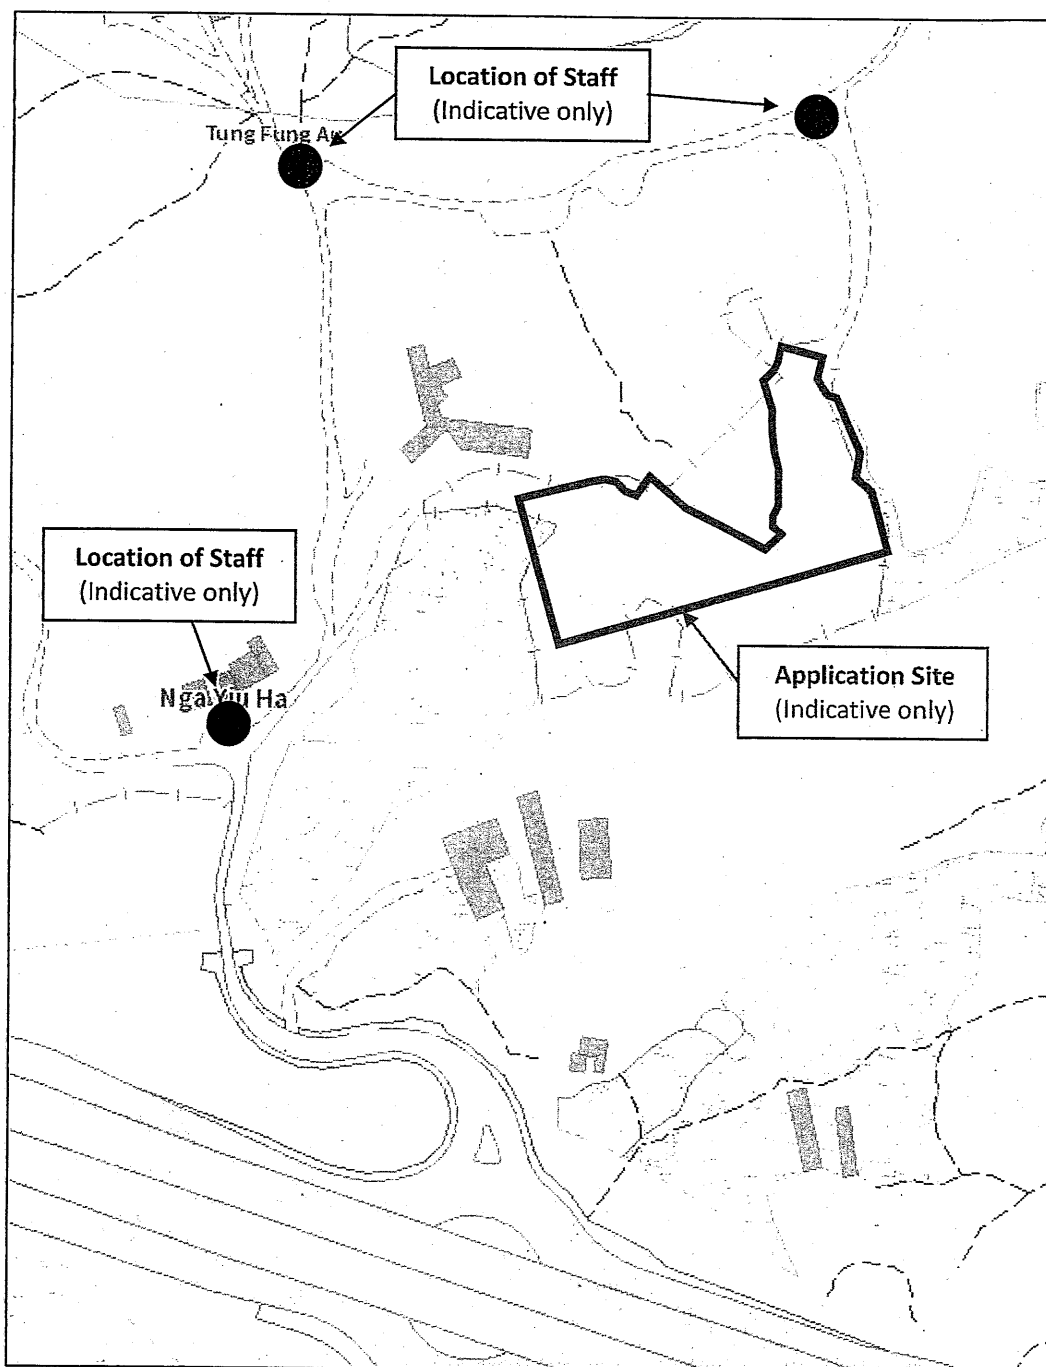 Location of Staff
(Indicative only)
Tung Fung Au
Location of Staff
(Indicative only)
Nga Yiu Ha
Application Site
(Indicative only)